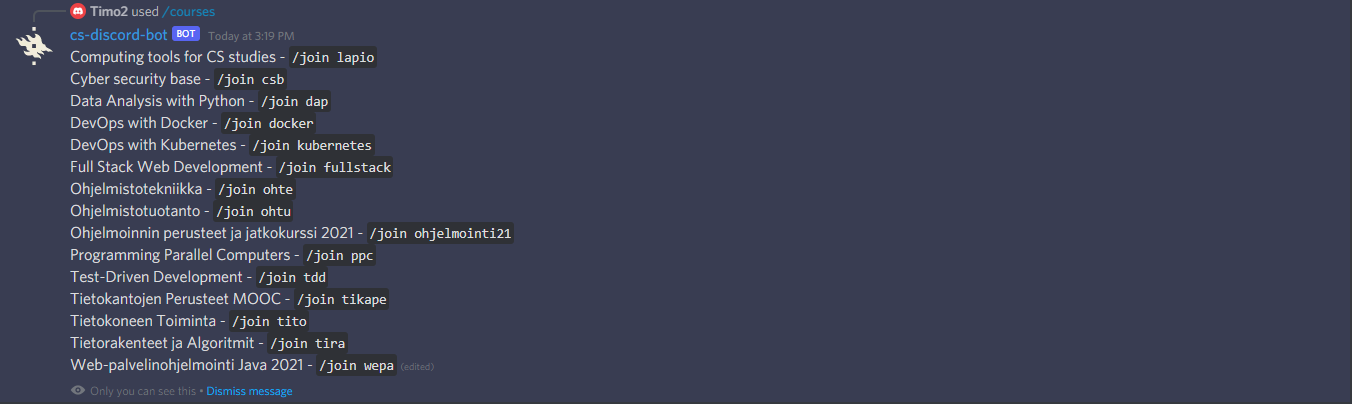 Timo2 used /courses
cs-discord-bot BOT Today at 3:19 PM
Computing tools for CS studies - /join lapio
Cyber security base - /join csb
Data Analysis with Python - /join dap
DevOps with Docker - /join docker
DevOps with Kubernetes - /join kubernetes
Full Stack Web Development - /join fullstack
Ohjelmistotekniikka - /join ohte
Ohjelmistotuotanto - /join ohtu
Ohjelmoinnin perusteet ja jatkokurssi 2021 - /join ohjelmointi21
Programming Parallel Computers - /join ppc
Test-Driven Development - /join tdd
Tietokantojen Perusteet MOOC - /join tikape
Tietokoneen Toiminta - /join tito
Tietorakenteet ja Algoritmit - /join tira
Web-palvelinohjelmointi Java 2021 - /join wepa (edited)
Only you can see this • Dismiss message